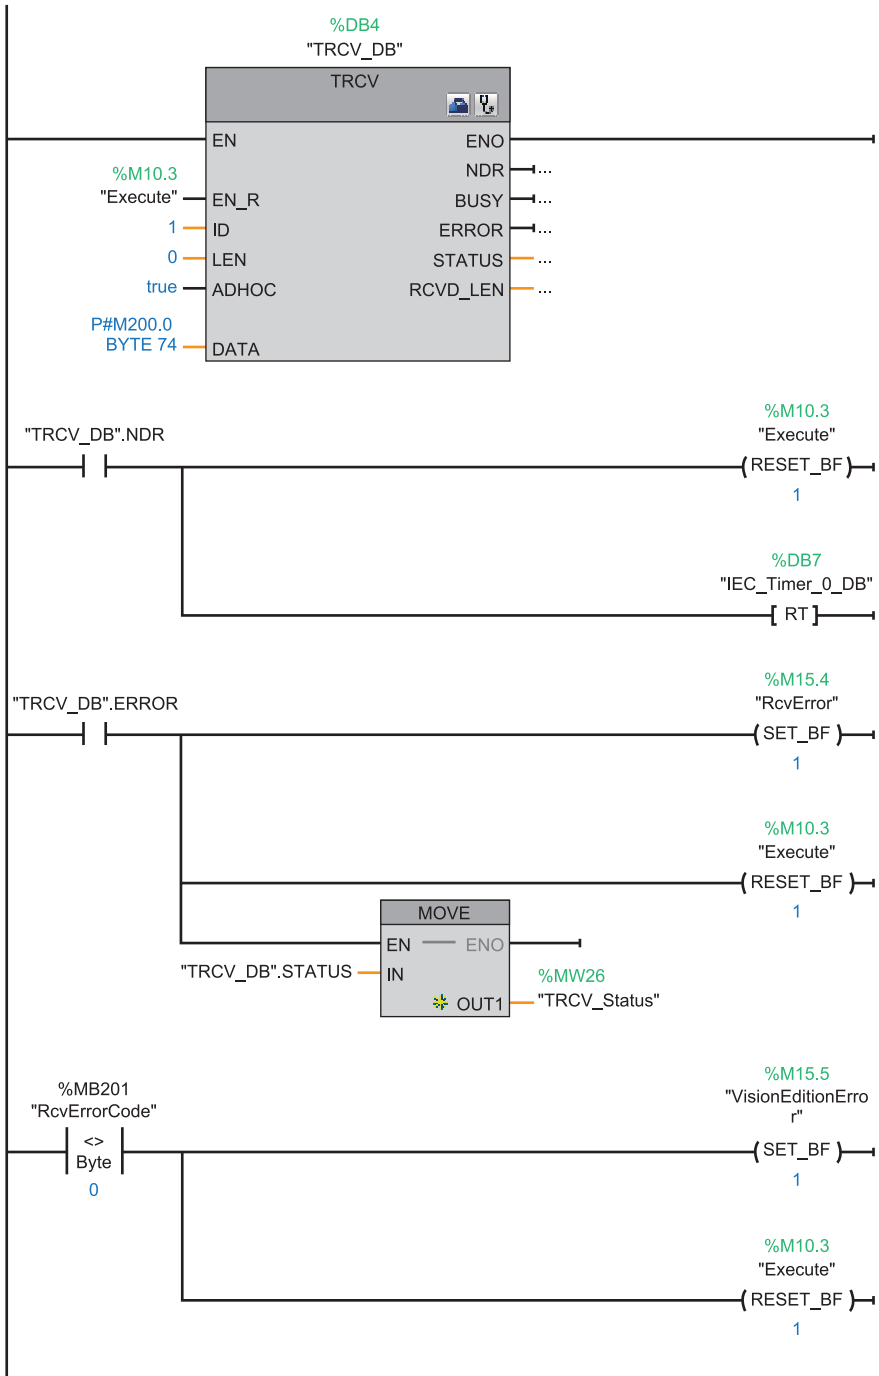 %DB4
"TRCV_DB"
TRCV
EN
ENO
NDR
...
%M10.3
"Execute"
EN_R
BUSY
...
1
ID
ERROR
...
0
LEN
STATUS
...
true
ADHOC
RCVD_LEN
...
P#M200.0
BYTE 74
DATA
%M10.3
"TRCV_DB".NDR
"Execute"
RESET_BF
1
%DB7
"IEC_Timer_0_DB"
RT
%M15.4
"TRCV_DB".ERROR
"RcvError"
SET_BF
1
%M10.3
"Execute"
RESET_BF
1
MOVE
EN
ENO
"TRCV_DB".STATUS
IN
%MW26
OUT1
"TRCV_Status"
%M15.5
%MB201
"VisionEditionErro
"RcvErrorCode"
r"
<>
Byte
SET_BF
0
1
%M10.3
"Execute"
RESET_BF
1